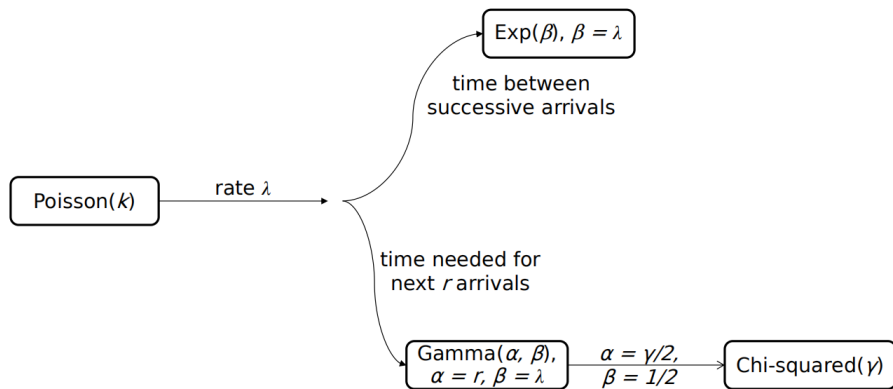 Exp(β), β = λ
time between
successive arrivals
Poisson(k)
rate λ
time needed for
next r arrivals
Gamma(α, β),
α = r, β = λ
α = γ/2,
β = 1/2
Chi-squared(γ)